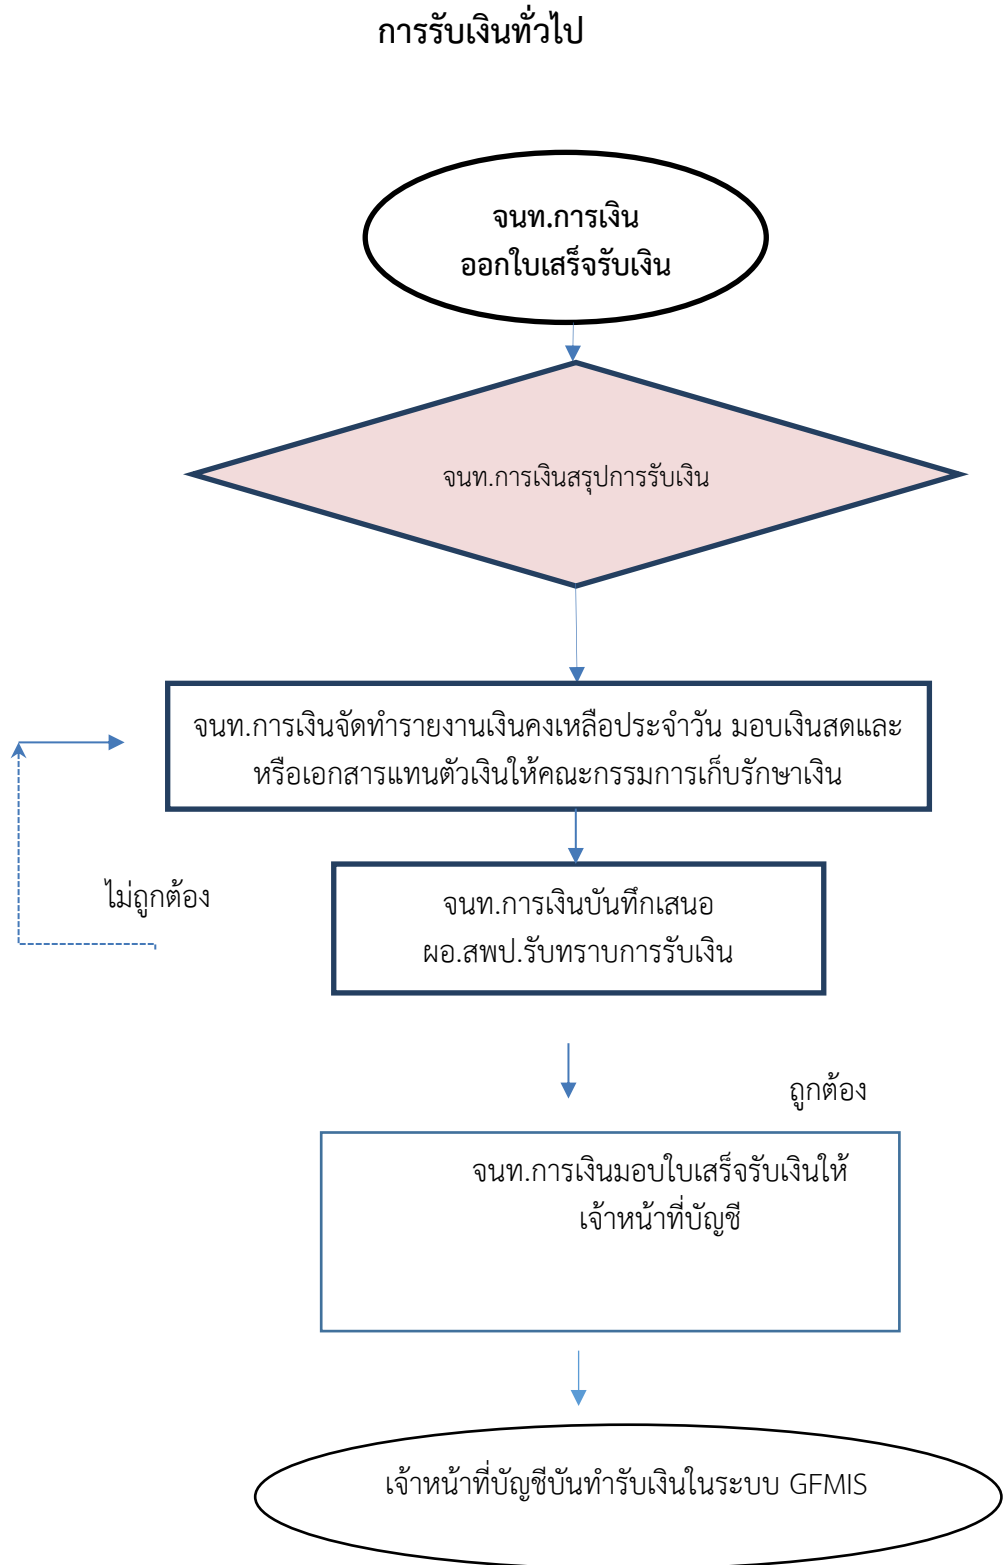 การรับเงินทั่วไป
จนท.การเงิน
ออกใบเสร็จรับเงิน
จนท.การเงินสรุปการรับเงิน
จนท.การเงินจัดทำรายงานเงินคงเหลือประจำวัน มอบเงินสดและ
หรือเอกสารแทนตัวเงินให้คณะกรรมการเก็บรักษาเงิน
ไม่ถูกต้อง
จนท.การเงินบันทึกเสนอ
ผอ.สพป.รับทราบการรับเงิน
ถูกต้อง
จนท.การเงินมอบใบเสร็จรับเงินให้
เจ้าหน้าที่บัญชี
เจ้าหน้าที่บัญชีบันทำรับเงินในระบบ GFMIS